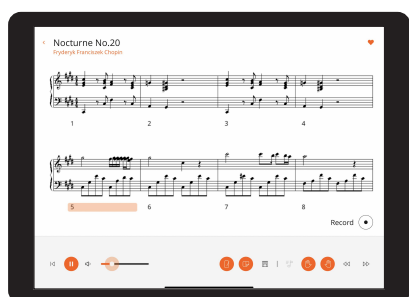 Nocturne No.20
Fryderyk Franciszek Chopin
1 2 3 4
5 6 7 8
Record